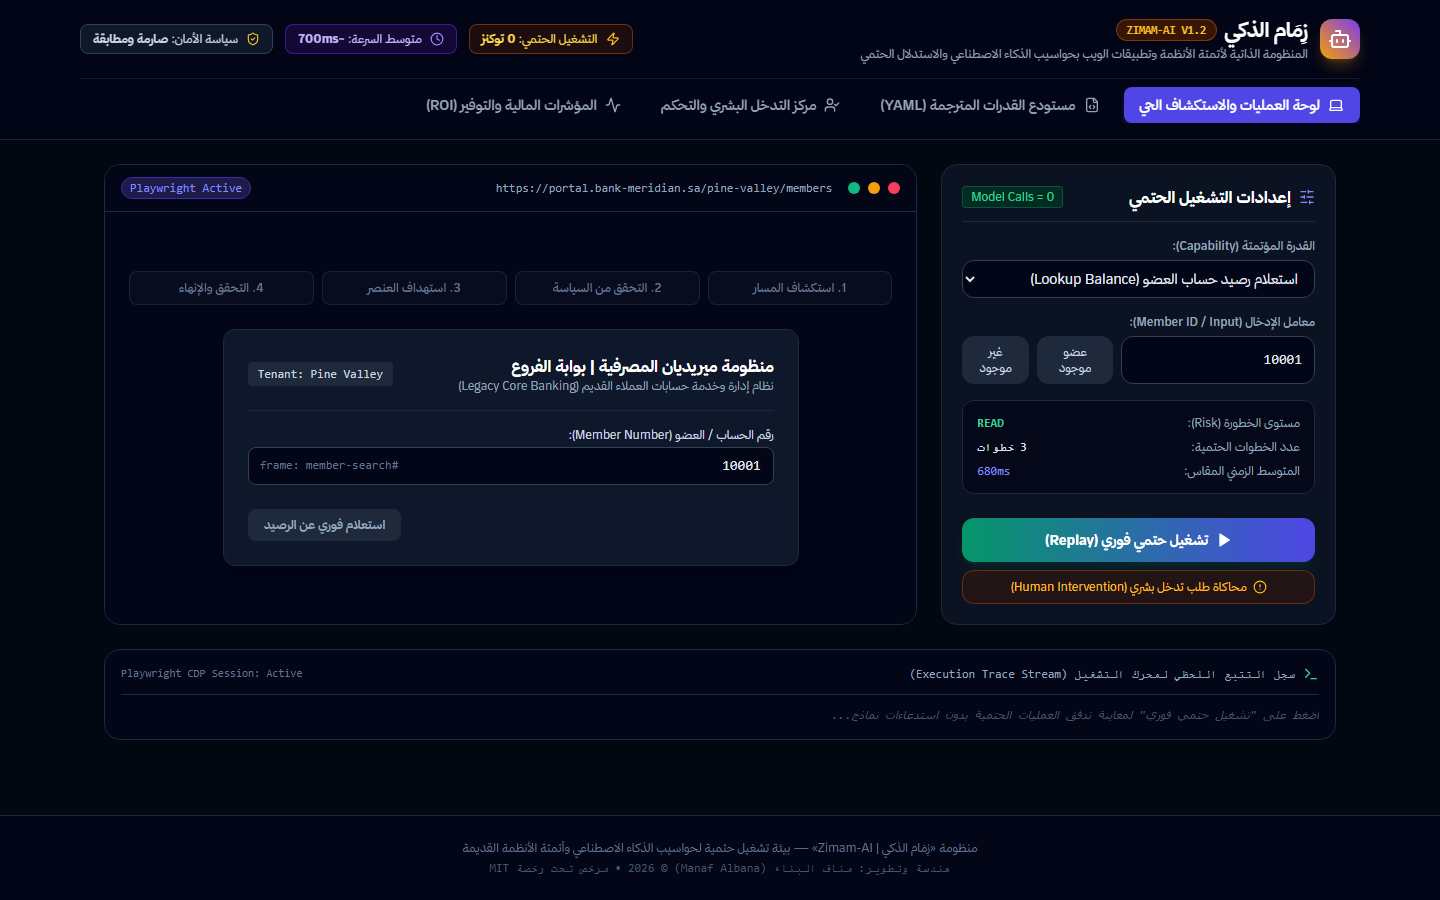 زِمَام الذكي
ZIMAM-AI V1.2
المنظومة الذاتية لأتمتة الأنظمة وتطبيقات الويب بحواسيب الذكاء الاصطناعي والاستدلال الحتمي
التشغيل الحتمي: 0 توكنز
متوسط السرعة: ~700ms
سياسة الأمان: صارمة ومطابقة
لوحة العمليات والاستكشاف الحي
مستودع القدرات المترجمة (YAML)
مركز التدخل البشري والتحكم
المؤشرات المالية والتوفير (ROI)
إعدادات التشغيل الحتمي
Model Calls = 0
القدرة المؤتمتة (Capability):
استعلام رصيد حساب العضو (Lookup Balance)
معامل الإدخال (Member ID / Input):
10001
عضو موجود
غير موجود
مستوى الخطورة (Risk):
READ
عدد الخطوات الحتمية:
3 خطوات
المتوسط الزمني المقاس:
680ms
تشغيل حتمي فوري (Replay)
محاكاة طلب تدخل بشري (Human Intervention)
https://portal.bank-meridian.sa/pine-valley/members
Playwright Active
1. استكشاف المسار
2. التحقق من السياسة
3. استهداف العنصر
4. التحقق والإنهاء
منظومة ميريديان المصرفية | بوابة الفروع
نظام إدارة وخدمة حسابات العملاء القديم (Legacy Core Banking)
Tenant: Pine Valley
رقم الحساب / العضو (Member Number):
10001
frame: member-search#
استعلام فوري عن الرصيد
سجل التتبع اللحظي لمحرك التشغيل (Execution Trace Stream)
Playwright CDP Session: Active
اضغط على "تشغيل حتمي فوري" لمعاينة تدفق العمليات الحتمية بدون استدعاءات نماذج...
منظومة «زِمَام الذكي | Zimam-AI» — بيئة تشغيل حتمية لحواسيب الذكاء الاصطناعي وأتمتة الأنظمة القديمة
هندسة وتطوير: مناف البناء (Manaf Albana) © 2026 • مرخص تحت رخصة MIT